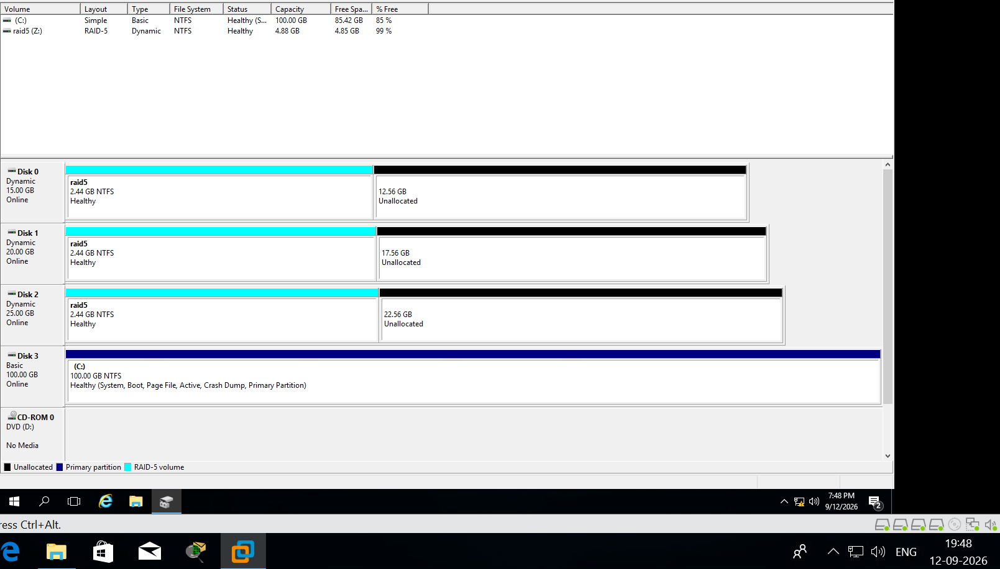 Volume Layout Type File System Status Capacity Free Spa... % Free
(C:) Simple Basic NTFS Healthy (S... 100.00 GB 85.42 GB 85 %
raid5 (Z:) RAID-5 Dynamic NTFS Healthy 4.88 GB 4.85 GB 99 %
Disk 0
Dynamic
15.00 GB
Online
raid5
2.44 GB NTFS
Healthy
12.56 GB
Unallocated
Disk 1
Dynamic
20.00 GB
Online
raid5
2.44 GB NTFS
Healthy
17.56 GB
Unallocated
Disk 2
Dynamic
25.00 GB
Online
raid5
2.44 GB NTFS
Healthy
22.56 GB
Unallocated
Disk 3
Basic
100.00 GB
Online
(C:)
100.00 GB NTFS
Healthy (System, Boot, Page File, Active, Crash Dump, Primary Partition)
CD-ROM 0
DVD (D:)
No Media
Unallocated Primary partition RAID-5 volume
7:48 PM
9/12/2026
2
ress Ctrl+Alt.
ENG
19:48
12-09-2026